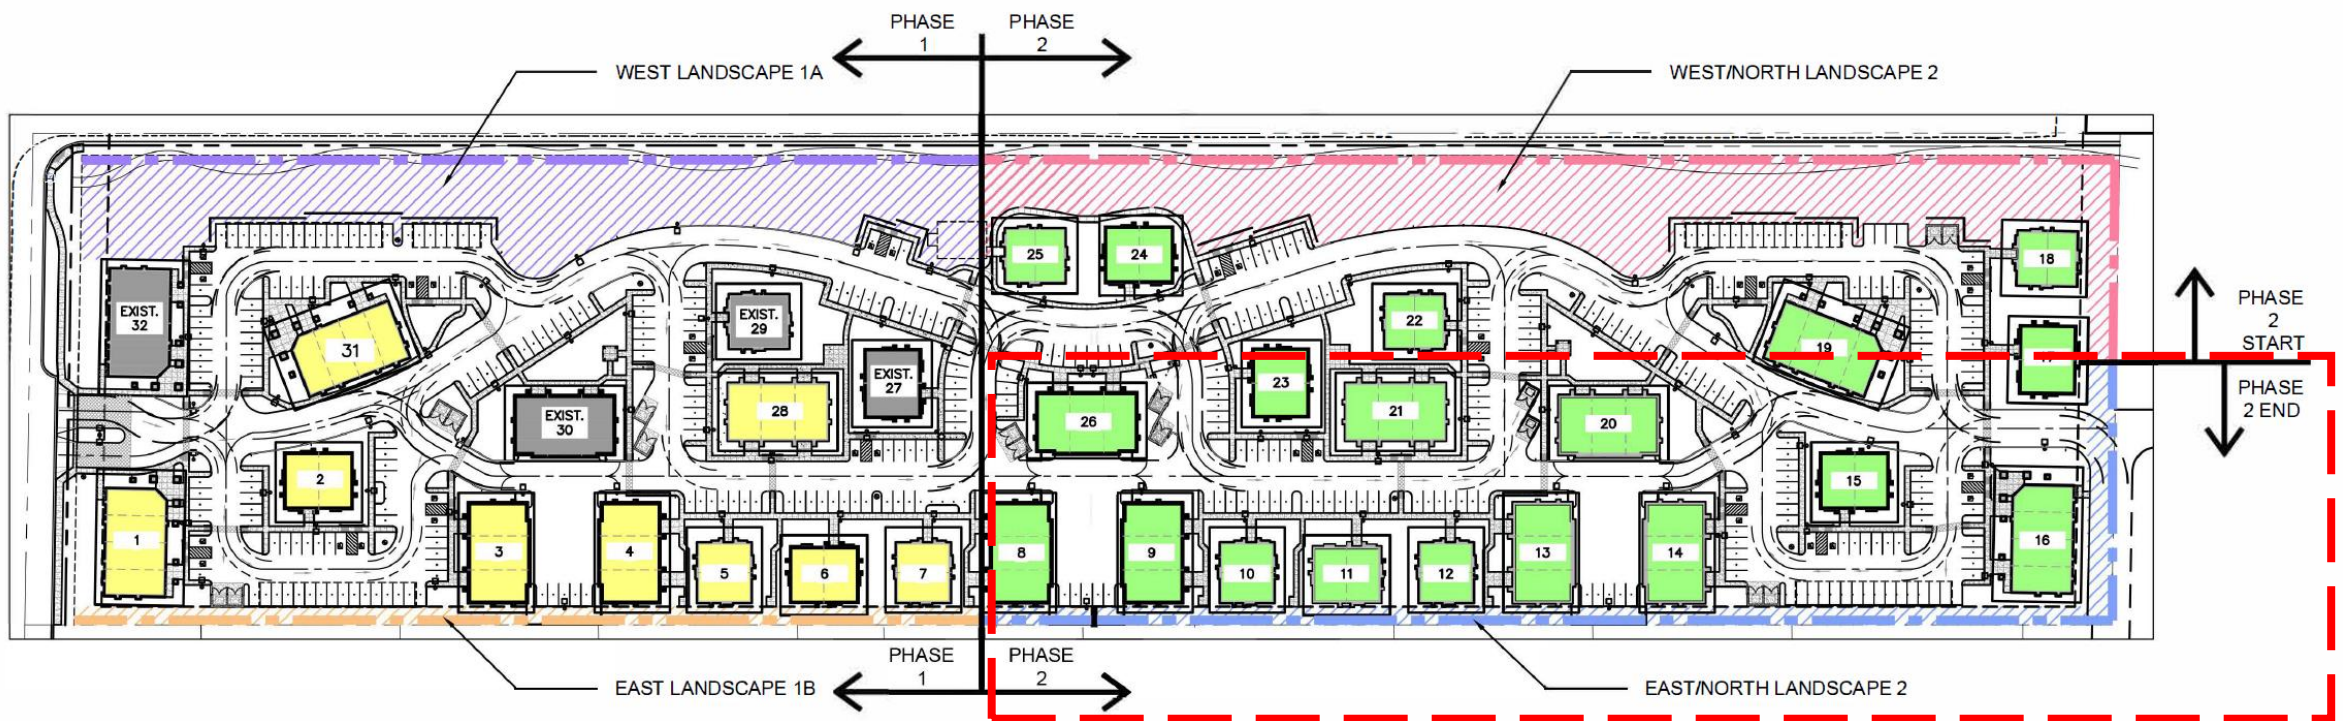 PHASE
1
PHASE
2
WEST LANDSCAPE 1A
WEST/NORTH LANDSCAPE 2
25
24
18
EXIST.
32
31
EXIST.
29
22
19
17
PHASE
2
START
EXIST.
27
23
28
21
26
20
EXIST.
30
PHASE
2 END
2
15
1
3
4
5
6
7
8
9
10
11
12
13
14
16
PHASE
1
PHASE
2
EAST LANDSCAPE 1B
EAST/NORTH LANDSCAPE 2